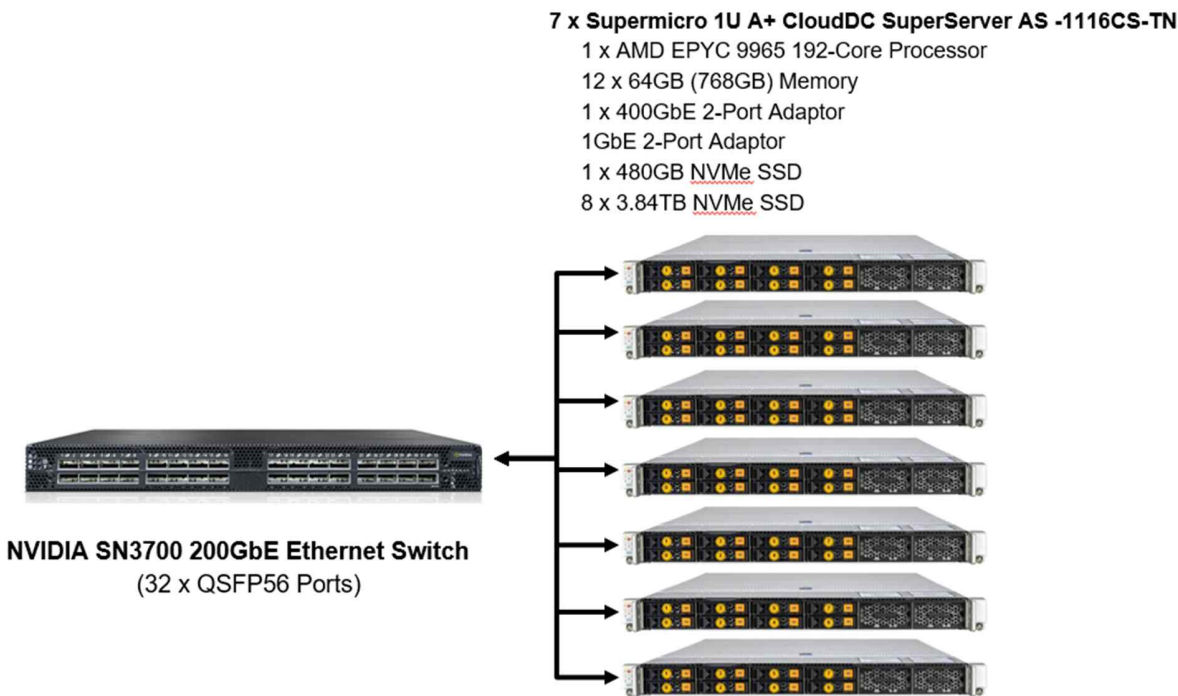 7 x Supermicro 1U A+ CloudDC SuperServer AS -1116CS-TN
1 x AMD EPYC 9965 192-Core Processor
12 x 64GB (768GB) Memory
1 x 400GbE 2-Port Adaptor
1GbE 2-Port Adaptor
1 x 480GB NVMe SSD
8 x 3.84TB NVMe SSD
NVIDIA SN3700 200GbE Ethernet Switch
(32 x QSFP56 Ports)